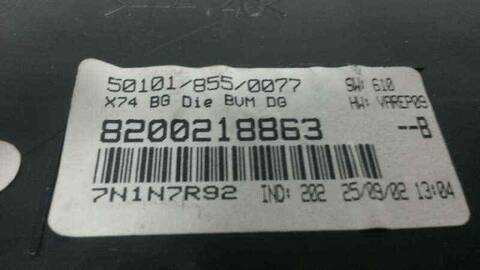 50101/855/0077 SW: 610
X74 BG Die BVM DG HW: VAREP09
8200218863 --B
7N1N7R92 IND: 202 25/09/02 13:04